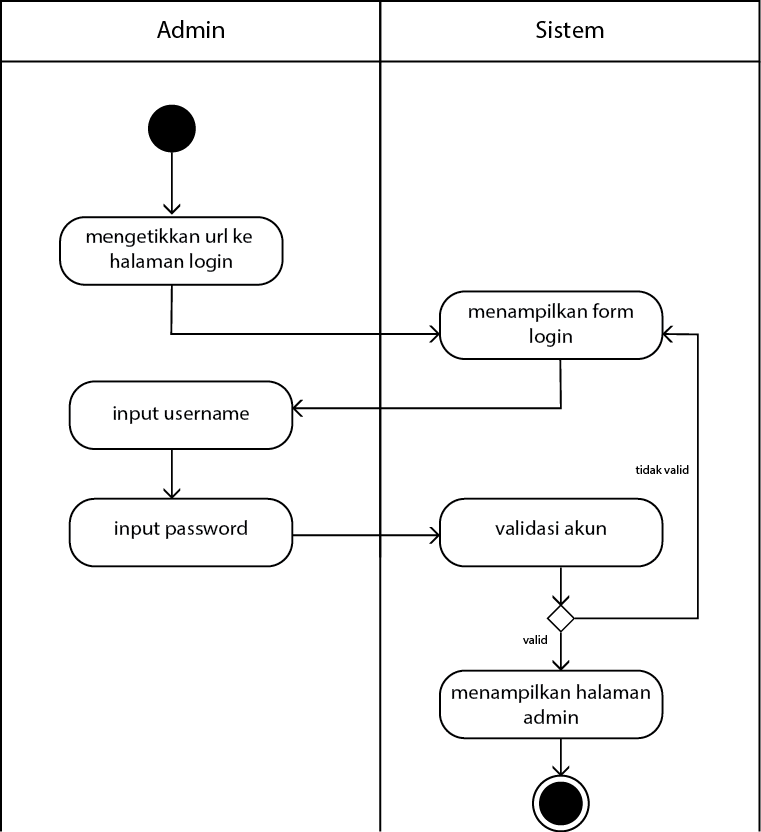 Admin
Sistem
mengetikkan url ke
halaman login
menampilkan form
login
input username
tidak valid
input password
validasi akun
valid
menampilkan halaman
admin